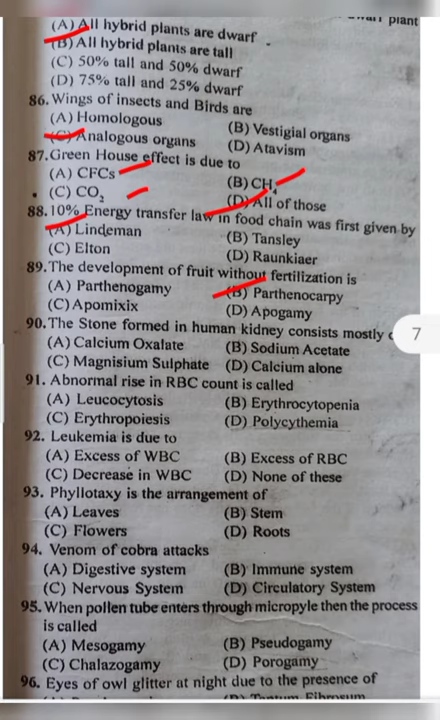 plant
(A) All hybrid plants are dwarf
(B) All hybrid plants are tall
(C) 50% tall and 50% dwarf
(D) 75% tall and 25% dwarf
86. Wings of insects and Birds are
(A) Homologous (B) Vestigial organs
(C) Analogous organs (D) Atavism
87. Green House effect is due to
(A) CFCs (B) CH4
(C) CO2 (D) All of those
88. 10% Energy transfer law in food chain was first given by
(A) Lindeman (B) Tansley
(C) Elton (D) Raunkiaer
89. The development of fruit without fertilization is
(A) Parthenogamy (B) Parthenocarpy
(C) Apomixix (D) Apogamy
90. The Stone formed in human kidney consists mostly
7
(A) Calcium Oxalate (B) Sodium Acetate
(C) Magnisium Sulphate (D) Calcium alone
91. Abnormal rise in RBC count is called
(A) Leucocytosis (B) Erythrocytopenia
(C) Erythropoiesis (D) Polycythemia
92. Leukemia is due to
(A) Excess of WBC (B) Excess of RBC
(C) Decrease in WBC (D) None of these
93. Phyllotaxy is the arrangement of
(A) Leaves (B) Stem
(C) Flowers (D) Roots
94. Venom of cobra attacks
(A) Digestive system (B) Immune system
(C) Nervous System (D) Circulatory System
95. When pollen tube enters through micropyle then the process
is called
(A) Mesogamy (B) Pseudogamy
(C) Chalazogamy (D) Porogamy
96. Eyes of owl glitter at night due to the presence of